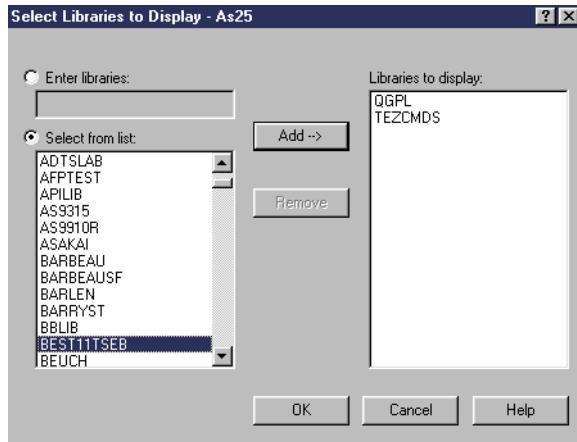 Select Libraries to Display - As25
Enter libraries:
Select from list:
ADTSLAB
AFPTEST
APILIB
AS9315
AS9910R
ASAKAI
BARBEAU
BARBEAUSF
BARLEN
BARRYST
BBLIB
BEST11TSEB
BEUCH
Add -->
Remove
Libraries to display:
QGPL
TEZCMDS
OK
Cancel
Help